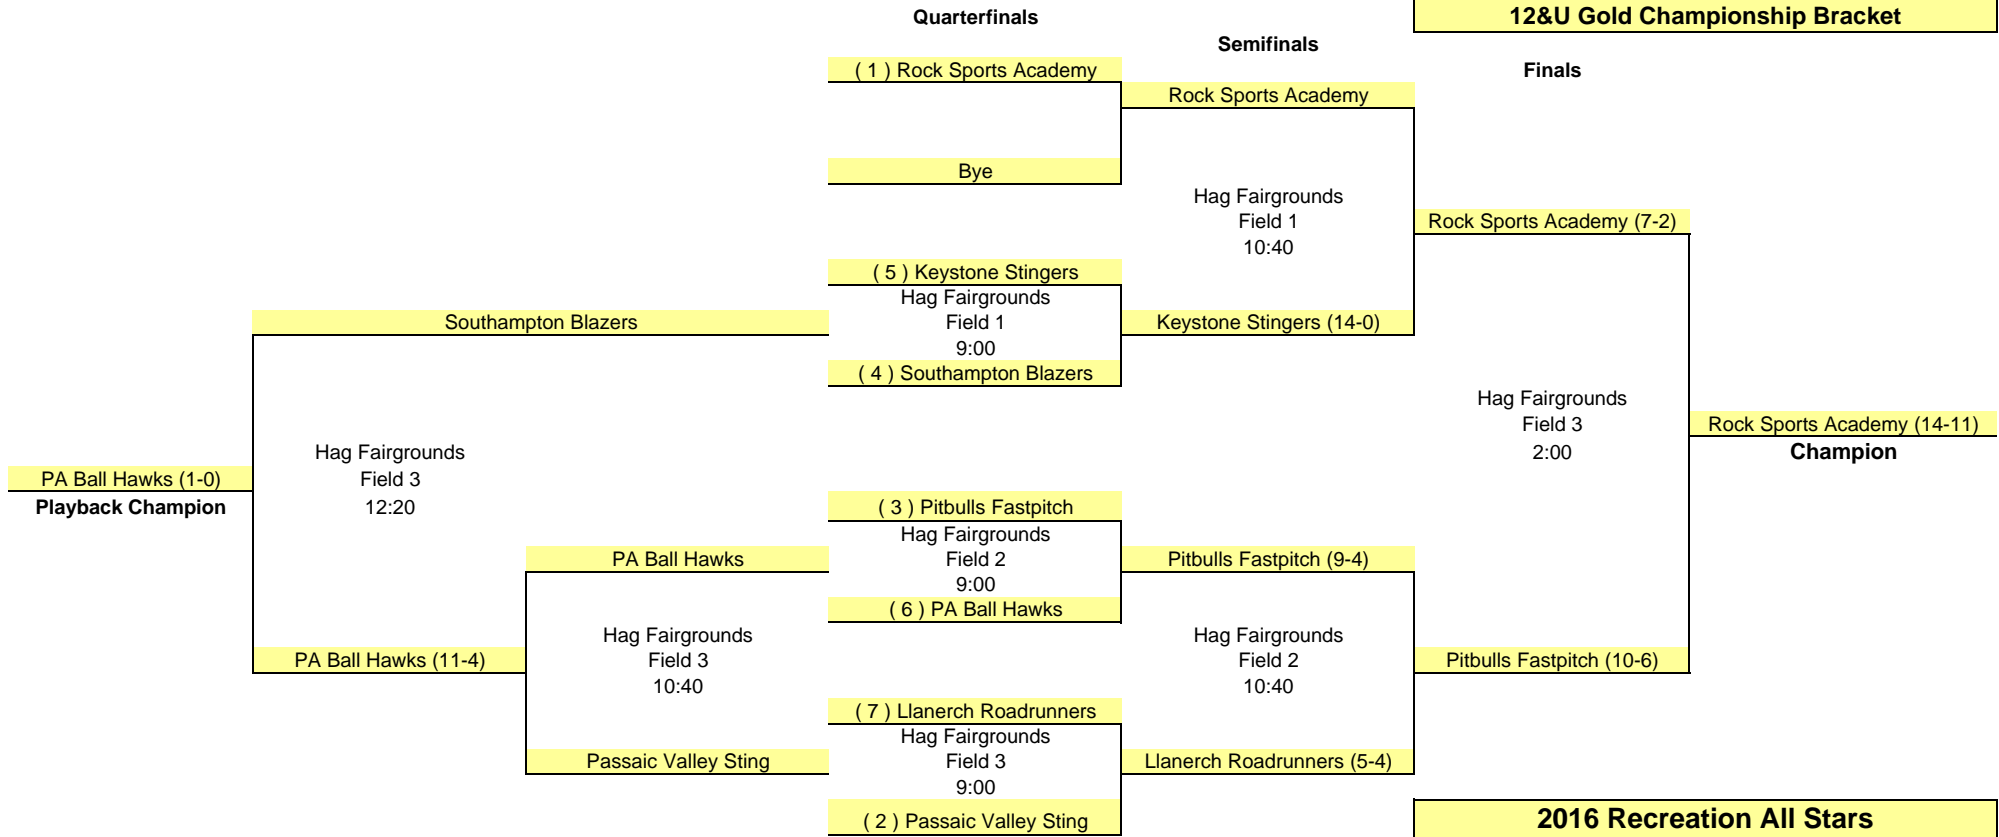 Quarterfinals
12&U Gold Championship Bracket
Semifinals
Finals
( 1 ) Rock Sports Academy
Rock Sports Academy
Bye
Hag Fairgrounds
Field 1
10:40
Rock Sports Academy (7-2)
( 5 ) Keystone Stingers
Hag Fairgrounds
Field 1
9:00
Southampton Blazers
Keystone Stingers (14-0)
( 4 ) Southampton Blazers
Hag Fairgrounds
Field 3
2:00
Rock Sports Academy (14-11)
Champion
Hag Fairgrounds
Field 3
12:20
PA Ball Hawks (1-0)
Playback Champion
( 3 ) Pitbulls Fastpitch
Hag Fairgrounds
Field 2
9:00
PA Ball Hawks
Pitbulls Fastpitch (9-4)
( 6 ) PA Ball Hawks
Hag Fairgrounds
Field 3
10:40
Hag Fairgrounds
Field 2
10:40
PA Ball Hawks (11-4)
Pitbulls Fastpitch (10-6)
( 7 ) Llanerch Roadrunners
Hag Fairgrounds
Field 3
9:00
Passaic Valley Sting
Llanerch Roadrunners (5-4)
( 2 ) Passaic Valley Sting
2016 Recreation All Stars